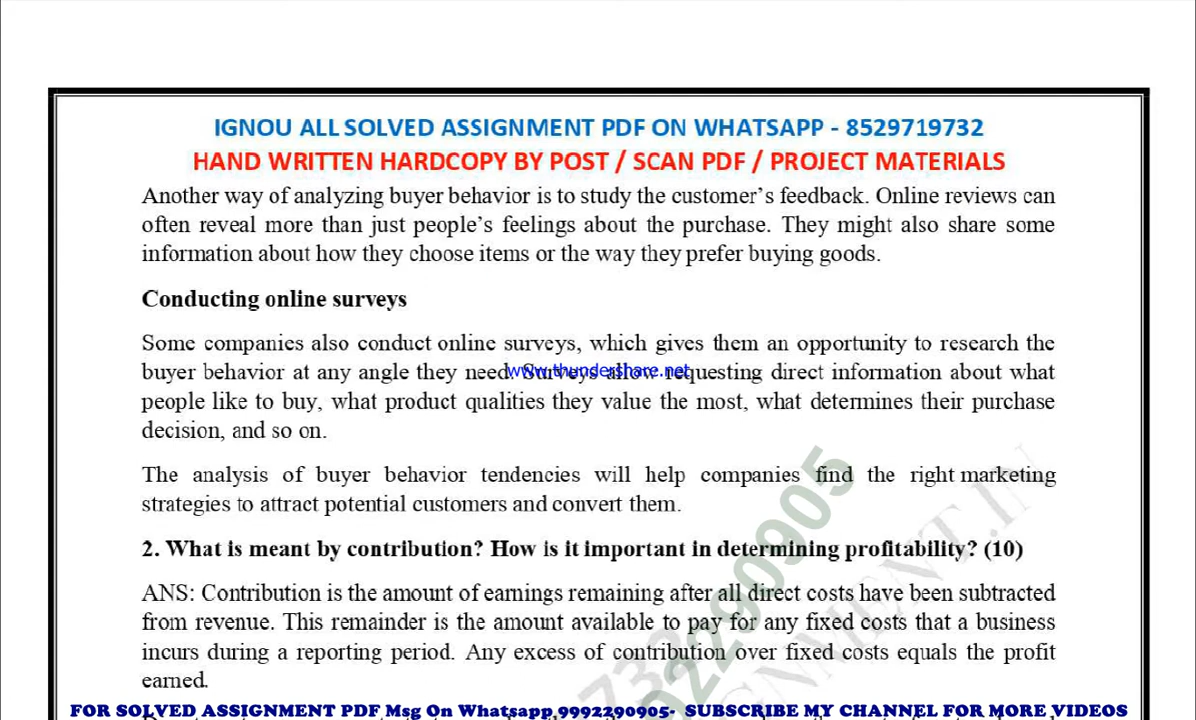 IGNOU ALL SOLVED ASSIGNMENT PDF ON WHATSAPP - 8529719732
HAND WRITTEN HARDCOPY BY POST / SCAN PDF / PROJECT MATERIALS
Another way of analyzing buyer behavior is to study the customer’s feedback. Online reviews can
often reveal more than just people’s feelings about the purchase. They might also share some
information about how they choose items or the way they prefer buying goods.
Conducting online surveys
Some companies also conduct online surveys, which gives them an opportunity to research the
buyer behavior at any angle they need. Surveys allow requesting direct information about what
www.thundershare.net
people like to buy, what product qualities they value the most, what determines their purchase
decision, and so on.
The analysis of buyer behavior tendencies will help companies find the right marketing
strategies to attract potential customers and convert them.
2. What is meant by contribution? How is it important in determining profitability? (10)
ANS: Contribution is the amount of earnings remaining after all direct costs have been subtracted
from revenue. This remainder is the amount available to pay for any fixed costs that a business
incurs during a reporting period. Any excess of contribution over fixed costs equals the profit
earned.
FOR SOLVED ASSIGNMENT PDF Msg On Whatsapp 9992290905- SUBSCRIBE MY CHANNEL FOR MORE VIDEOS